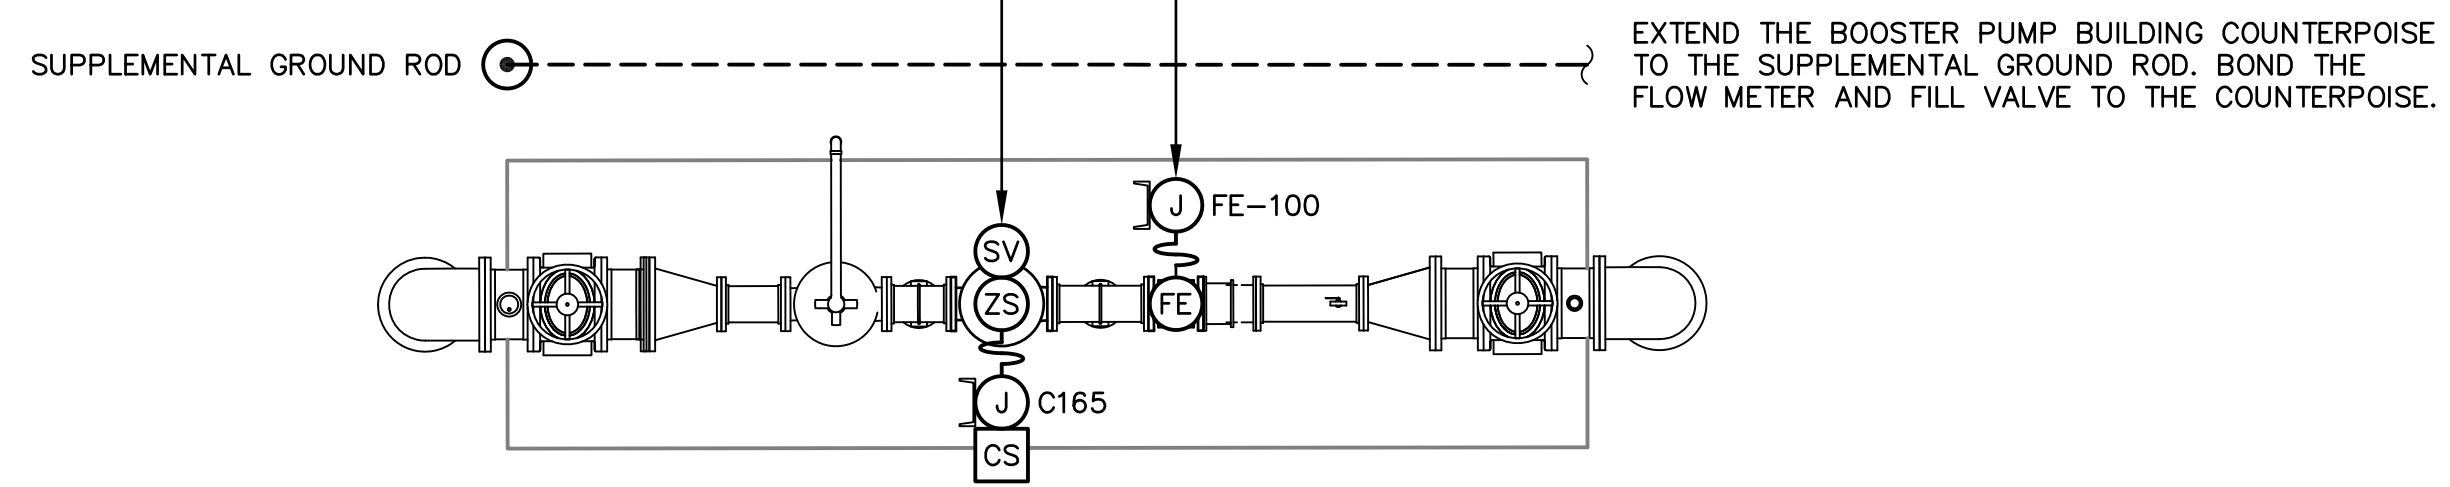 SUPPLEMENTAL GROUND ROD
EXTEND THE BOOSTER PUMP BUILDING COUNTERPOISE
TO THE SUPPLEMENTAL GROUND ROD. BOND THE
FLOW METER AND FILL VALVE TO THE COUNTERPOISE.
J FE-100
SV
ZS
FE
J C165
CS